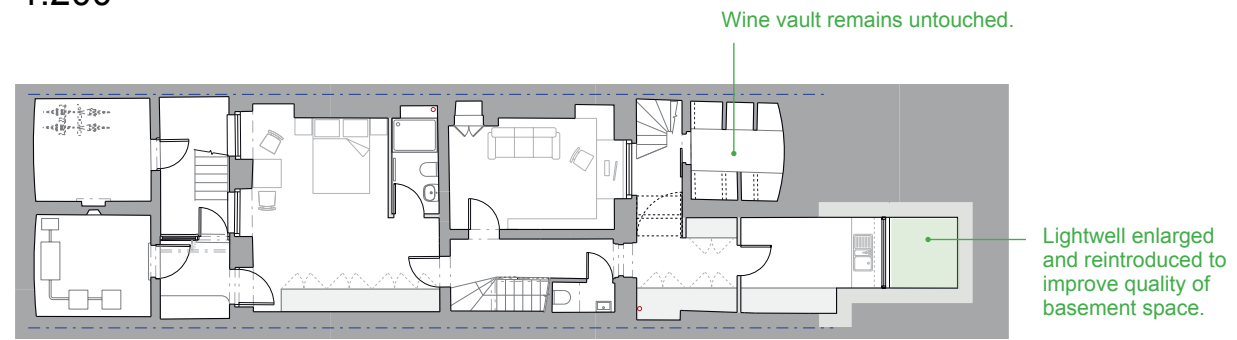 Wine vault remains untouched.
Lightwell enlarged
and reintroduced to
improve quality of
basement space.